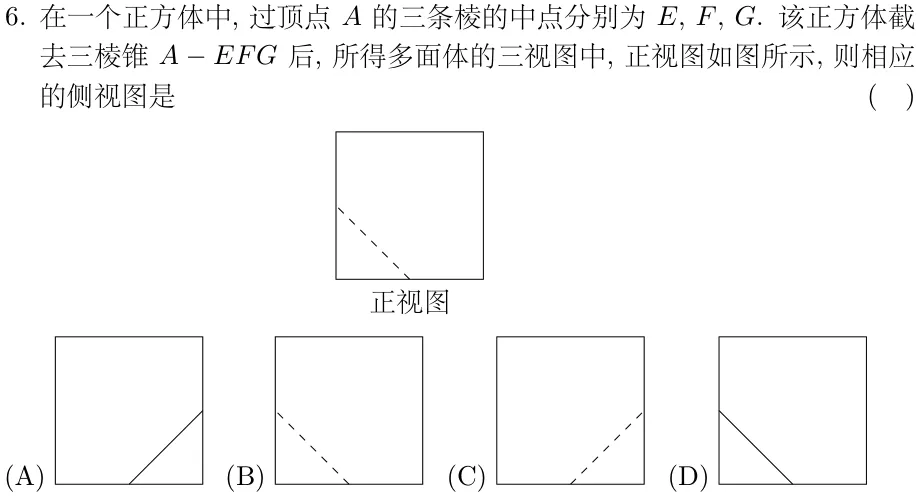 6. 在一个正方体中, 过顶点 A 的三条棱的中点分别为 E, F, G. 该正方体截
去三棱锥 A − EFG 后, 所得多面体的三视图中, 正视图如图所示, 则相应
的侧视图是 ( )
正视图
(A) (B) (C) (D)